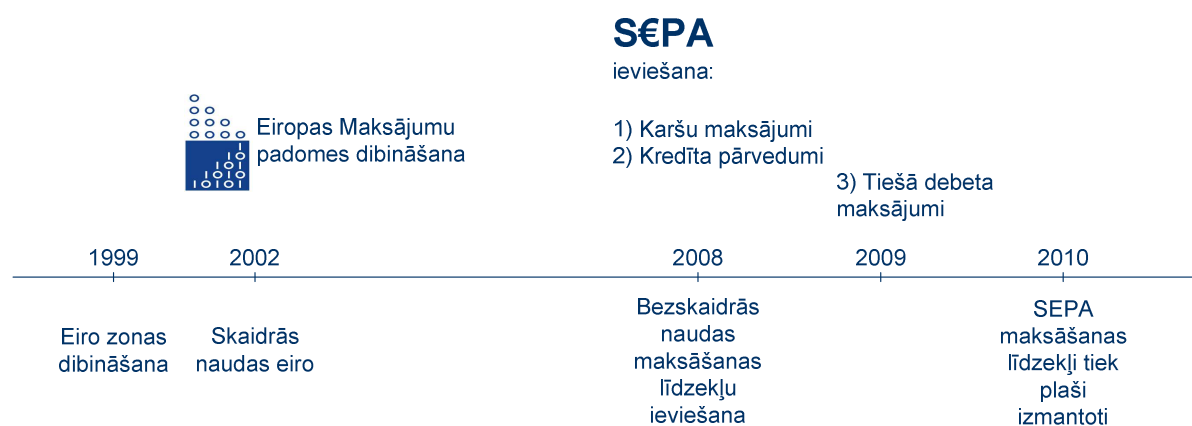 S€PA
ieviešana:
Eiropas Maksājumu
padomes dibināšana
1) Karšu maksājumi
2) Kredīta pārvedumi
3) Tiešā debeta
maksājumi
1999
2002
2008
2009
2010
Eiro zonas
dibināšana
Skaidrās
naudas eiro
Bezskaidrās
naudas
maksāšanas
līdzekļu
ieviešana
SEPA
maksāšanas
līdzekļi tiek
plaši
izmantoti